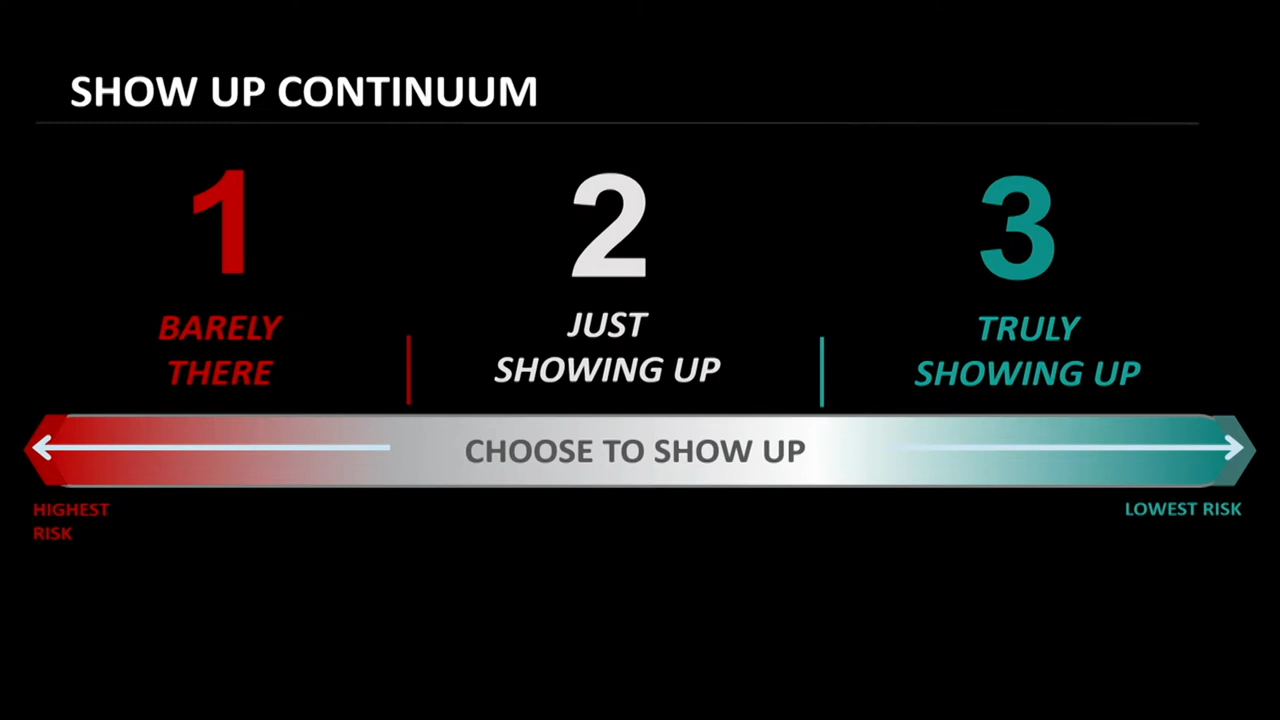 SHOW UP CONTINUUM
1
BARELY
THERE
2
JUST
SHOWING UP
3
TRULY
SHOWING UP
CHOOSE TO SHOW UP
HIGHEST
RISK
LOWEST RISK